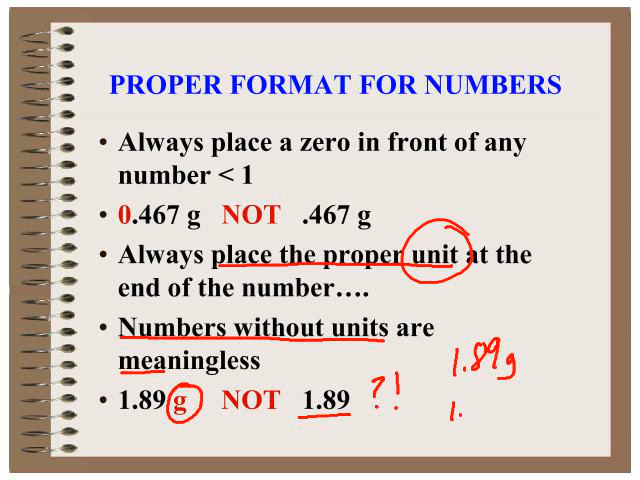 PROPER FORMAT FOR NUMBERS
• Always place a zero in front of any
number < 1
• 0.467 g NOT .467 g
• Always place the proper unit at the
end of the number….
• Numbers without units are
meaningless
1.89g
• 1.89 g NOT 1.89 ?!
1.